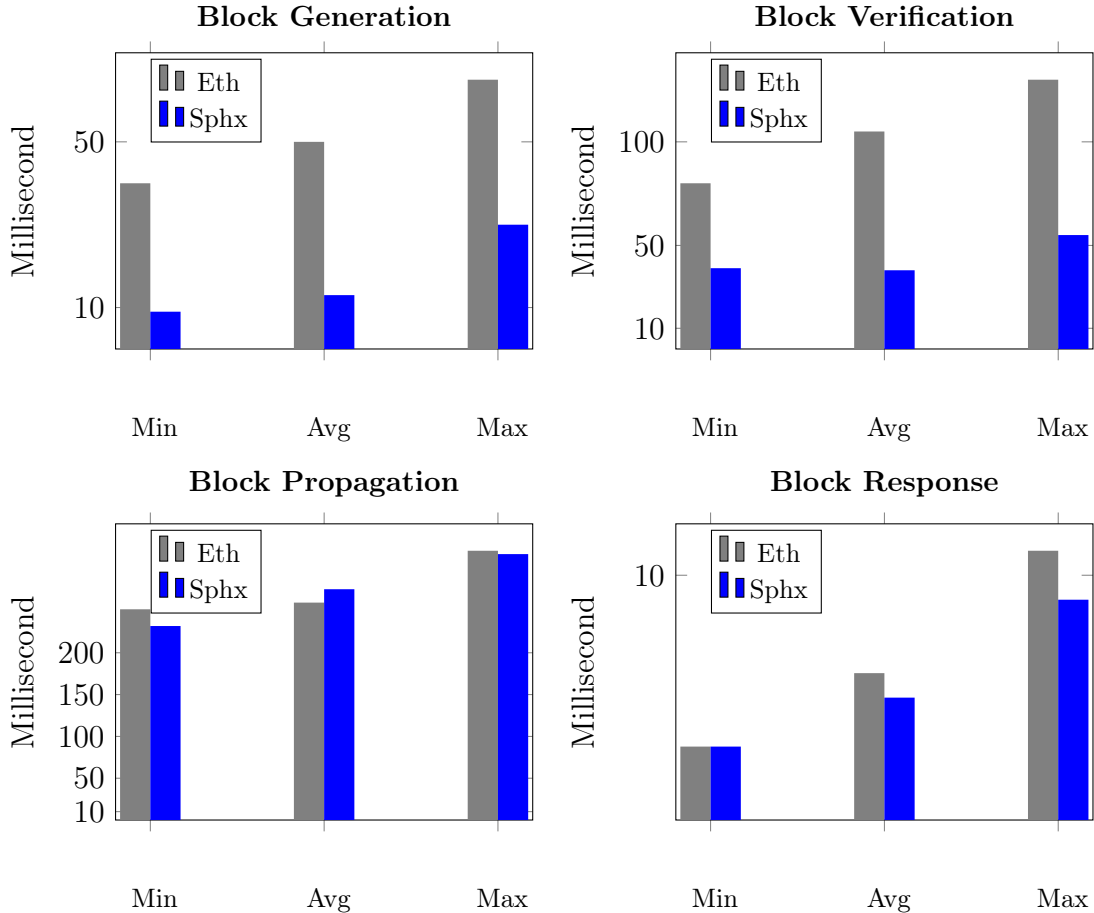 Block Generation
Millisecond
50
10
Eth
Sphx
Min Avg Max
Block Verification
Millisecond
100
50
10
Eth
Sphx
Min Avg Max
Block Propagation
Millisecond
200
150
100
50
10
Eth
Sphx
Min Avg Max
Block Response
Millisecond
10
Eth
Sphx
Min Avg Max